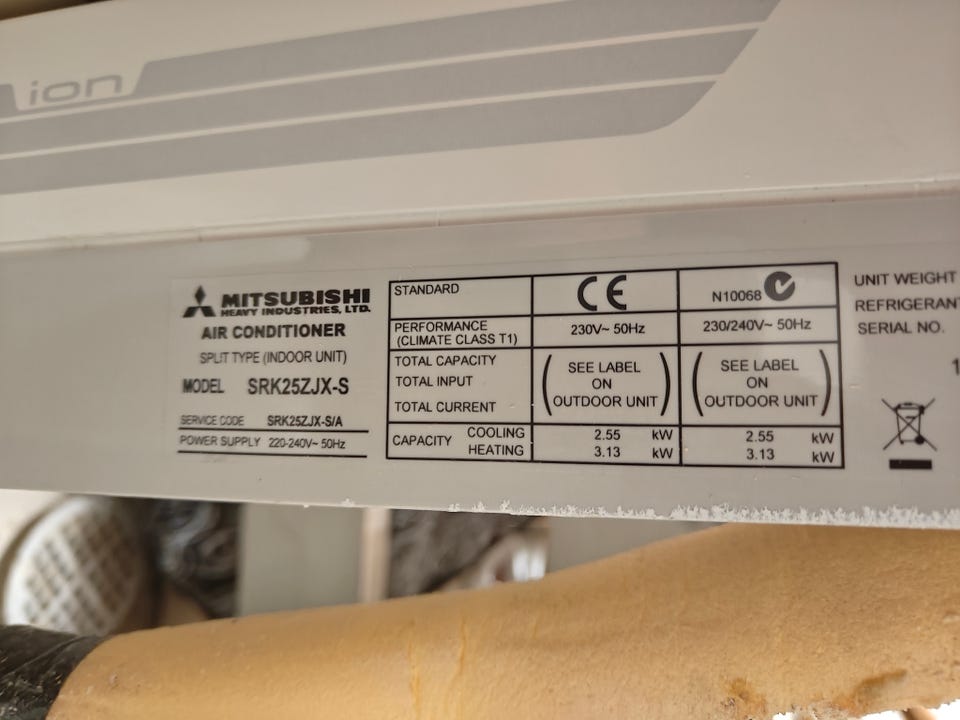 ion
MITSUBISHI
HEAVY INDUSTRIES, LTD.
AIR CONDITIONER
SPLIT TYPE (INDOOR UNIT)
MODEL SRK25ZJX-S
SERVICE CODE SRK25ZJX-S/A
POWER SUPPLY 220-240V~ 50Hz
STANDARD CE N10068
PERFORMANCE
(CLIMATE CLASS T1) 230V~ 50Hz 230/240V~ 50Hz
TOTAL CAPACITY
TOTAL INPUT
TOTAL CURRENT
(SEE LABEL
ON
OUTDOOR UNIT)
(SEE LABEL
ON
OUTDOOR UNIT)
CAPACITY COOLING 2.55 kW 2.55 kW
HEATING 3.13 kW 3.13 kW
UNIT WEIGHT
REFRIGERANT
SERIAL NO.
1